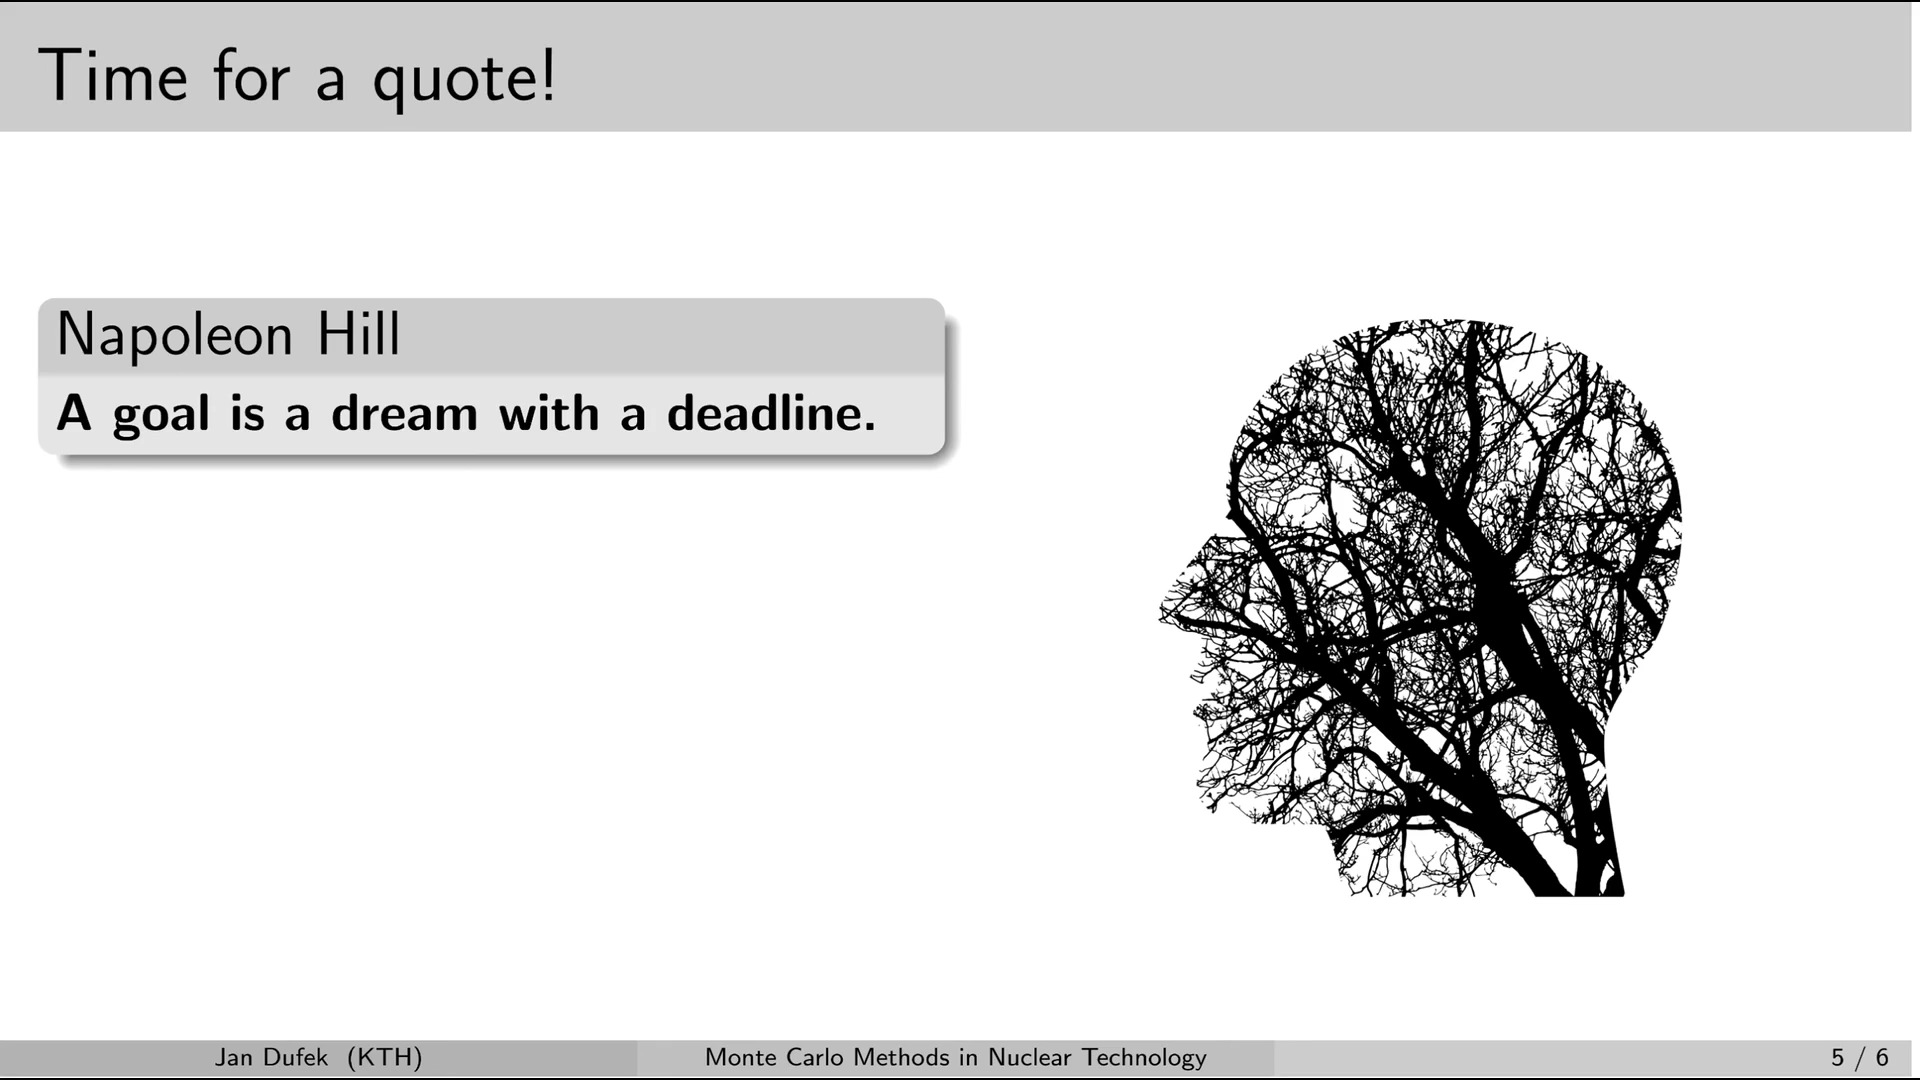 Time for a quote!
Napoleon Hill
A goal is a dream with a deadline.
Jan Dufek (KTH)
Monte Carlo Methods in Nuclear Technology
5 / 6